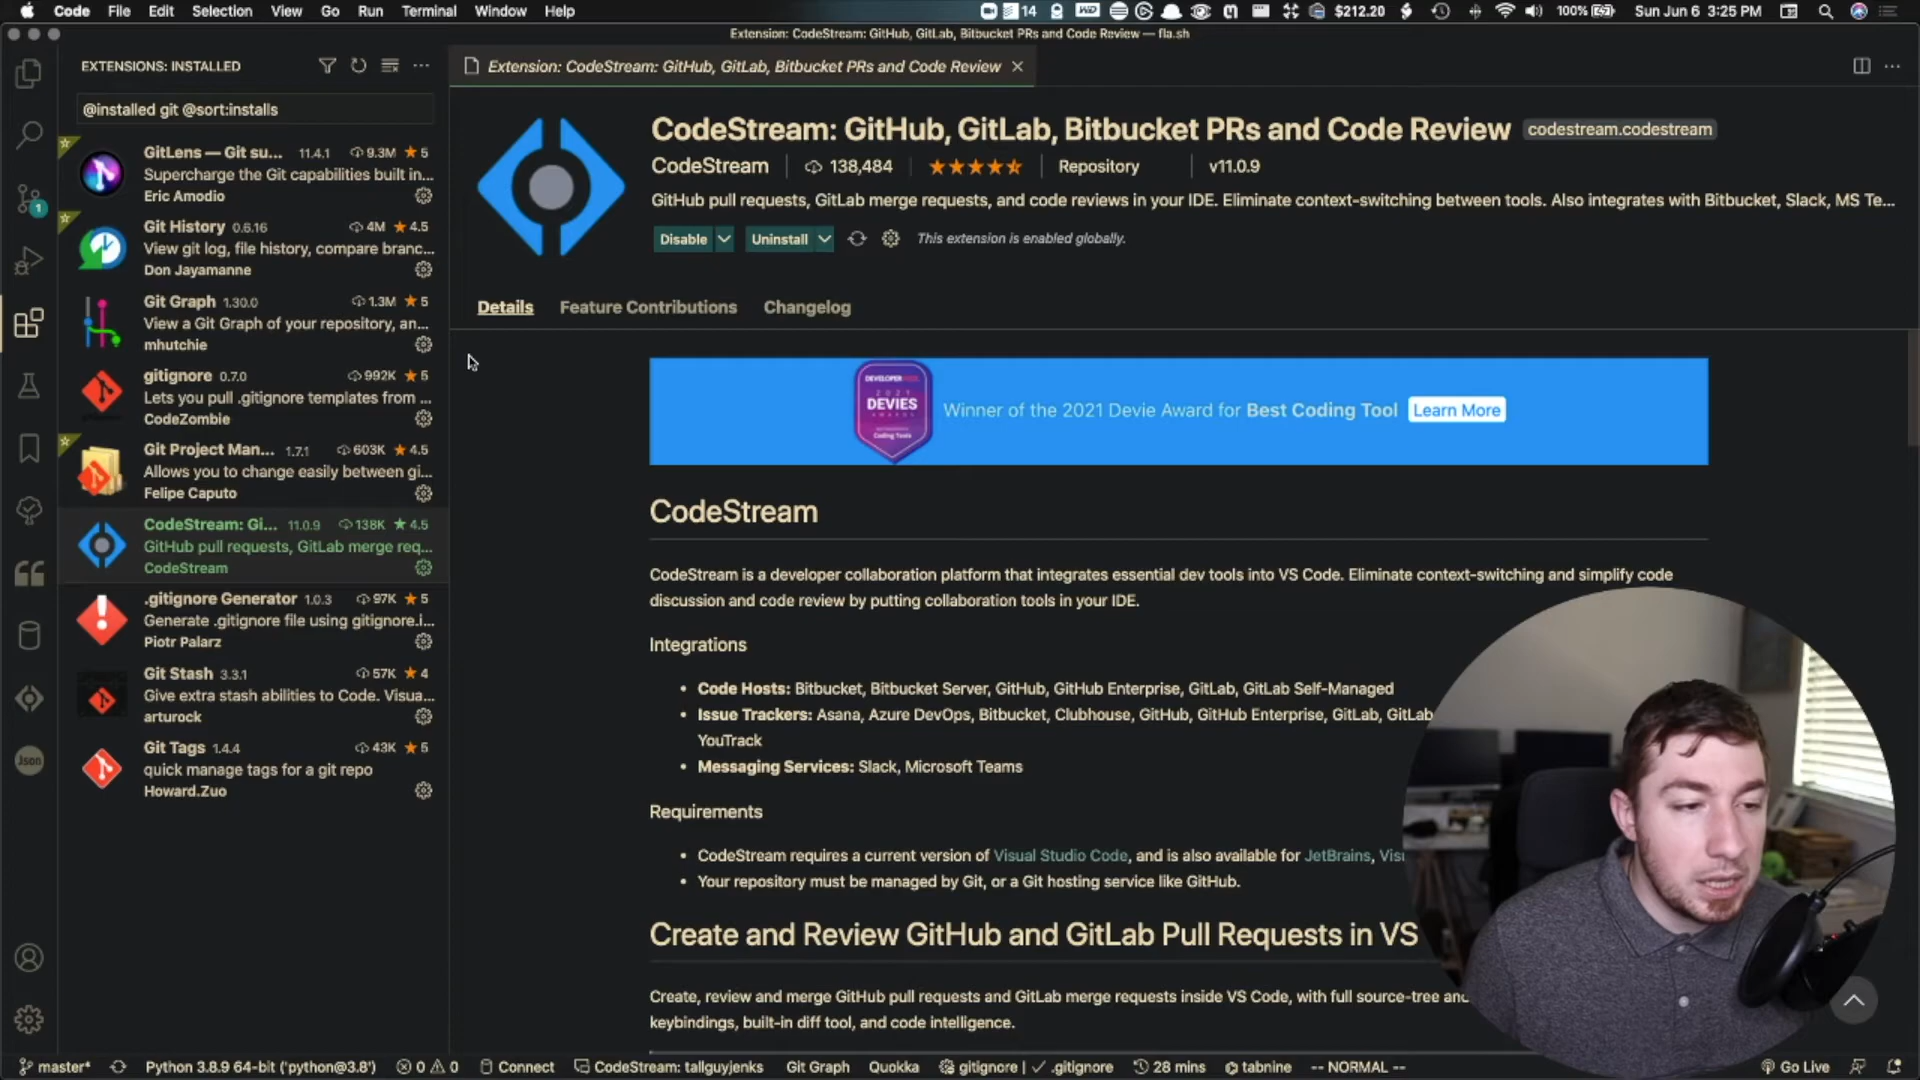 Code File Edit Selection View Go Run Terminal Window Help
14 $212.20 100% Sun Jun 6 3:25 PM
Extension: CodeStream: GitHub, GitLab, Bitbucket PRs and Code Review — fla.sh
EXTENSIONS: INSTALLED
@installed git @sort:installs
GitLens — Git su... 11.4.1 9.3M 5
Supercharge the Git capabilities built in...
Eric Amodio
Git History 0.6.16 4M 4.5
View git log, file history, compare branc...
Don Jayamanne
Git Graph 1.30.0 1.3M 5
View a Git Graph of your repository, an...
mhutchie
gitignore 0.7.0 992K 5
Lets you pull .gitignore templates from ...
CodeZombie
Git Project Man... 1.7.1 603K 4.5
Allows you to change easily between gi...
Felipe Caputo
CodeStream: Gi... 11.0.9 138K 4.5
GitHub pull requests, GitLab merge req...
CodeStream
.gitignore Generator 1.0.3 97K 5
Generate .gitignore file using gitignore.i...
Piotr Palarz
Git Stash 3.3.1 57K 4
Give extra stash abilities to Code. Visua...
arturock
Git Tags 1.4.4 43K 5
quick manage tags for a git repo
Howard.Zuo
1
Json
Extension: CodeStream: GitHub, GitLab, Bitbucket PRs and Code Review
CodeStream: GitHub, GitLab, Bitbucket PRs and Code Review codestream.codestream
CodeStream 138,484 Repository v11.0.9
GitHub pull requests, GitLab merge requests, and code reviews in your IDE. Eliminate context-switching between tools. Also integrates with Bitbucket, Slack, MS Te...
Disable Uninstall This extension is enabled globally.
Details Feature Contributions Changelog
2021
DEVIES
AWARDS
Coding Tools
Winner of the 2021 Devie Award for Best Coding Tool Learn More
CodeStream
CodeStream is a developer collaboration platform that integrates essential dev tools into VS Code. Eliminate context-switching and simplify code
discussion and code review by putting collaboration tools in your IDE.
Integrations
• Code Hosts: Bitbucket, Bitbucket Server, GitHub, GitHub Enterprise, GitLab, GitLab Self-Managed
• Issue Trackers: Asana, Azure DevOps, Bitbucket, Clubhouse, GitHub, GitHub Enterprise, GitLab, GitLab
YouTrack
• Messaging Services: Slack, Microsoft Teams
Requirements
• CodeStream requires a current version of Visual Studio Code, and is also available for JetBrains,
• Your repository must be managed by Git, or a Git hosting service like GitHub.
Create and Review GitHub and GitLab Pull Requests in VS
Create, review and merge GitHub pull requests and GitLab merge requests inside VS Code, with full source-tree
keybindings, built-in diff tool, and code intelligence.
master* Python 3.8.9 64-bit ('python@3.8') 0 0 Connect CodeStream: tallguyjenks Git Graph Quokka gitignore | ✓ .gitignore 28 mins tabnine -- NORMAL -- Go Live